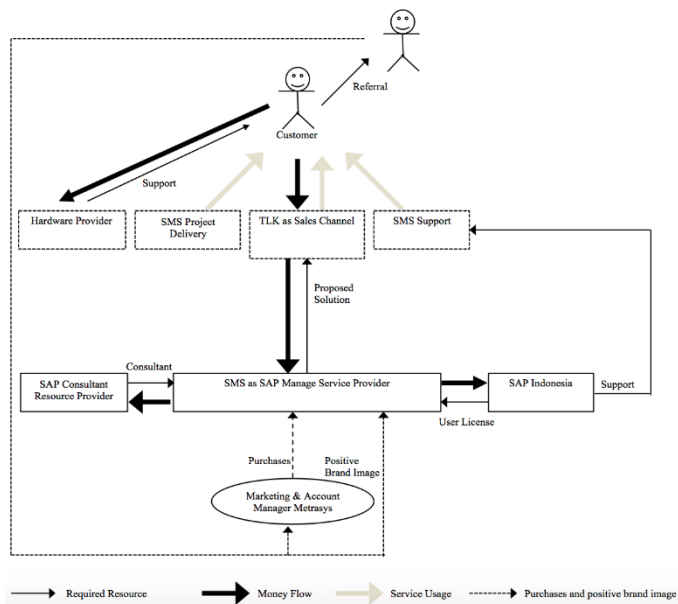 Referral
Customer
Support
Hardware Provider
SMS Project
Delivery
TLK as Sales Channel
SMS Support
Proposed
Solution
Consultant
SAP Consultant
Resource Provider
SMS as SAP Manage Service Provider
SAP Indonesia
Support
User License
Purchases
Positive
Brand Image
Marketing & Account
Manager Metrasys
Required Resource
Money Flow
Service Usage
Purchases and positive brand image